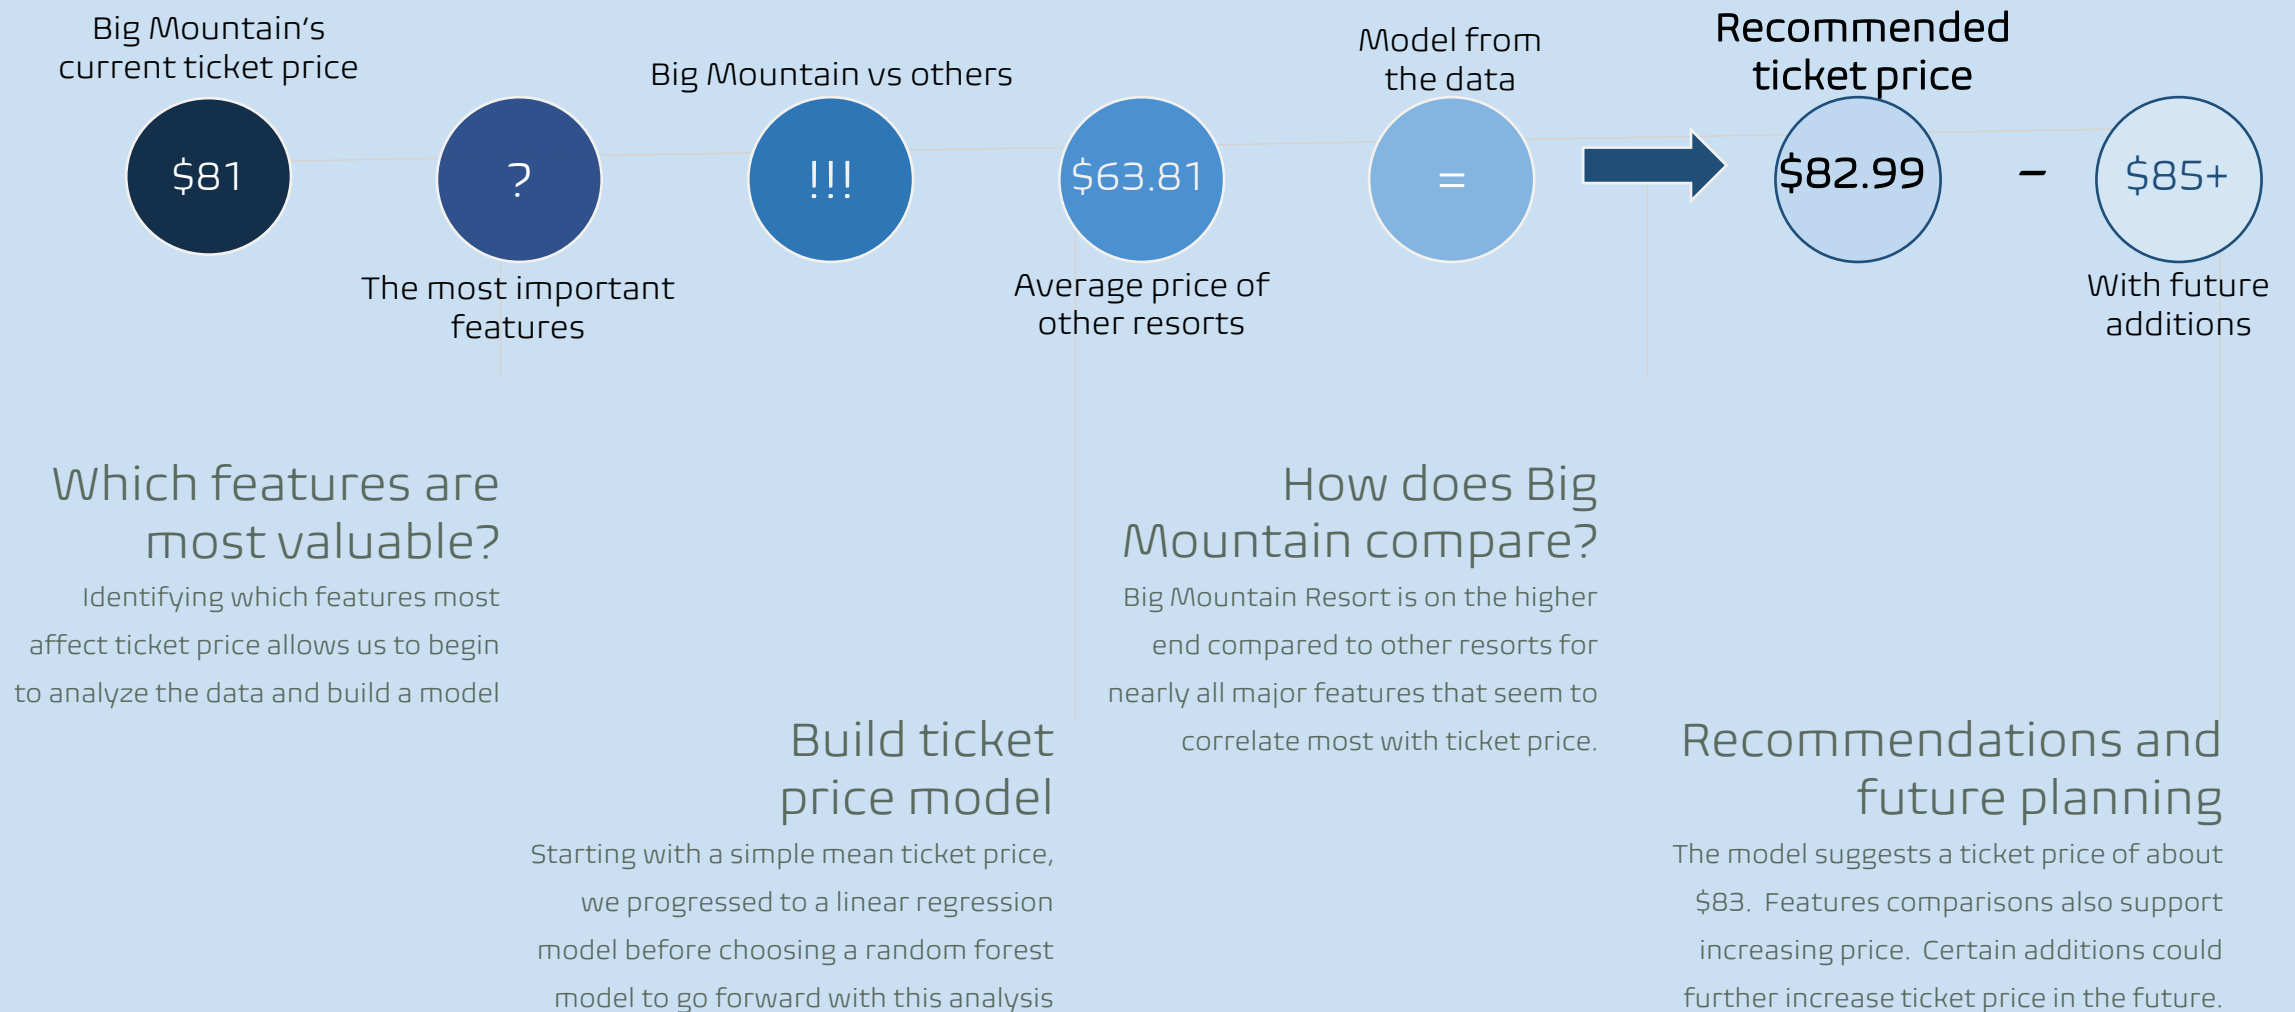 Big Mountain's
current ticket price
$81
?
The most important
features
Big Mountain vs others
!!!
$63.81
Average price of
other resorts
Model from
the data
=
Recommended
ticket price
$82.99
-
$85+
With future
additions
Which features are
most valuable?
Identifying which features most
affect ticket price allows us to begin
to analyze the data and build a model
Build ticket
price model
Starting with a simple mean ticket price,
we progressed to a linear regression
model before choosing a random forest
model to go forward with this analysis
How does Big
Mountain compare?
Big Mountain Resort is on the higher
end compared to other resorts for
nearly all major features that seem to
correlate most with ticket price.
Recommendations and
future planning
The model suggests a ticket price of about
$83.  Features comparisons also support
increasing price.  Certain additions could
further increase ticket price in the future.